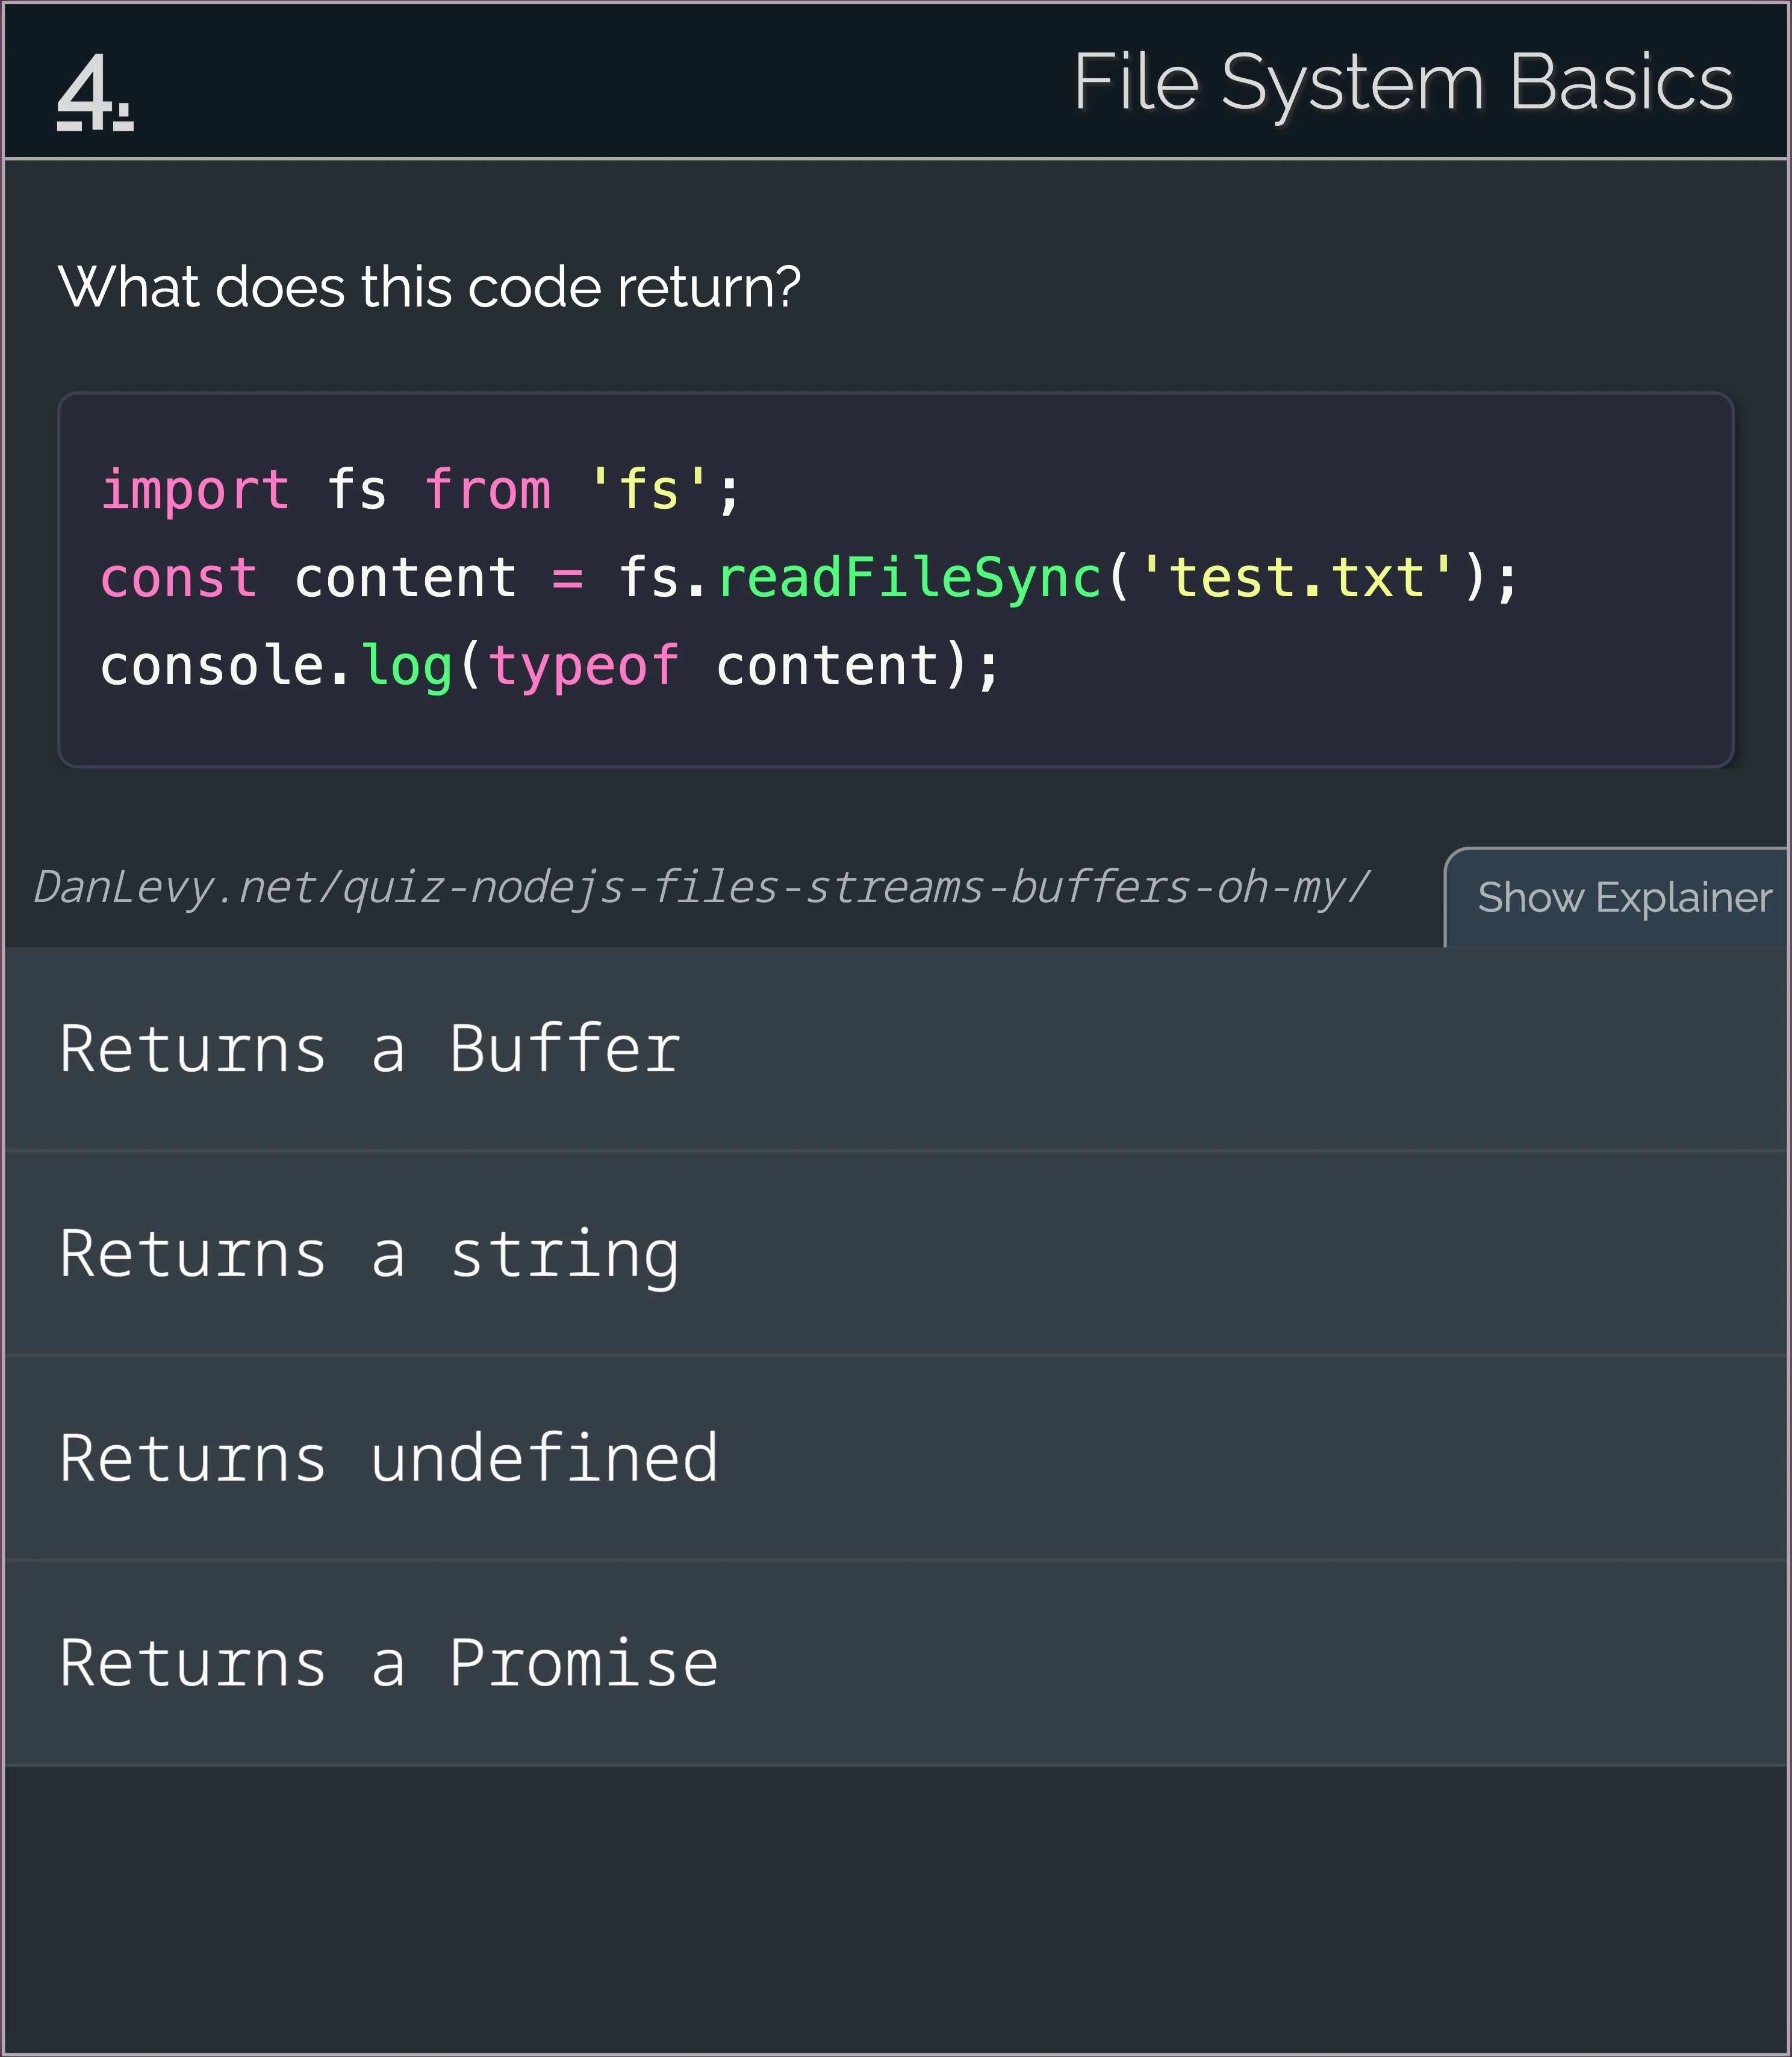 4.
File System Basics
What does this code return?
import fs from 'fs';
const content = fs.readFileSync('test.txt');
console.log(typeof content);
DanLevy.net/quiz-nodejs-files-streams-buffers-oh-my/
Show Explainer
Returns a Buffer
Returns a string
Returns undefined
Returns a Promise